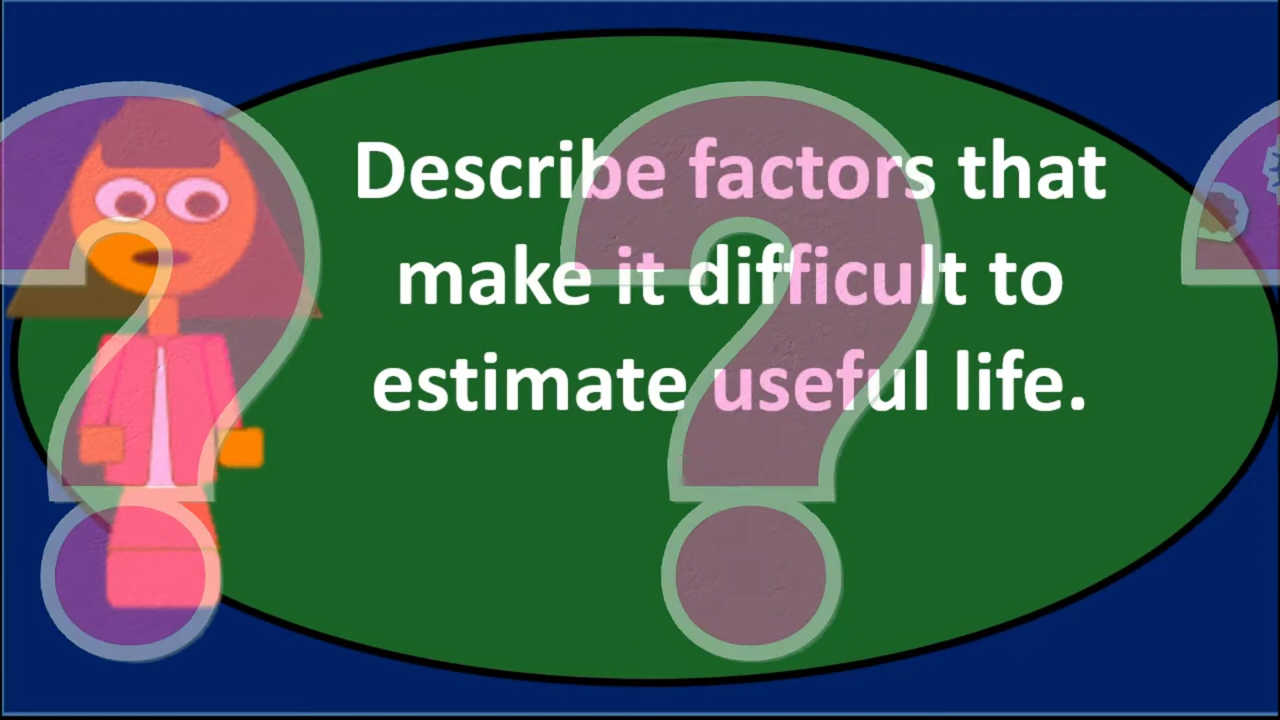 Describe factors that
make it difficult to
estimate useful life.